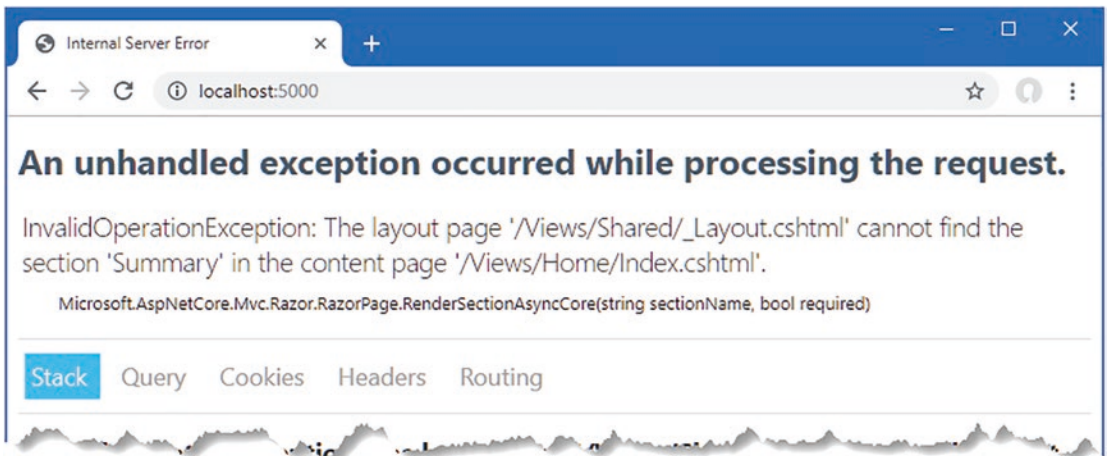 Internal Server Error
localhost:5000
An unhandled exception occurred while processing the request.
InvalidOperationException: The layout page '/Views/Shared/_Layout.cshtml' cannot find the
section 'Summary' in the content page '/Views/Home/Index.cshtml'.
Microsoft.AspNetCore.Mvc.Razor.RazorPage.RenderSectionAsyncCore(string sectionName, bool required)
Stack Query Cookies Headers Routing